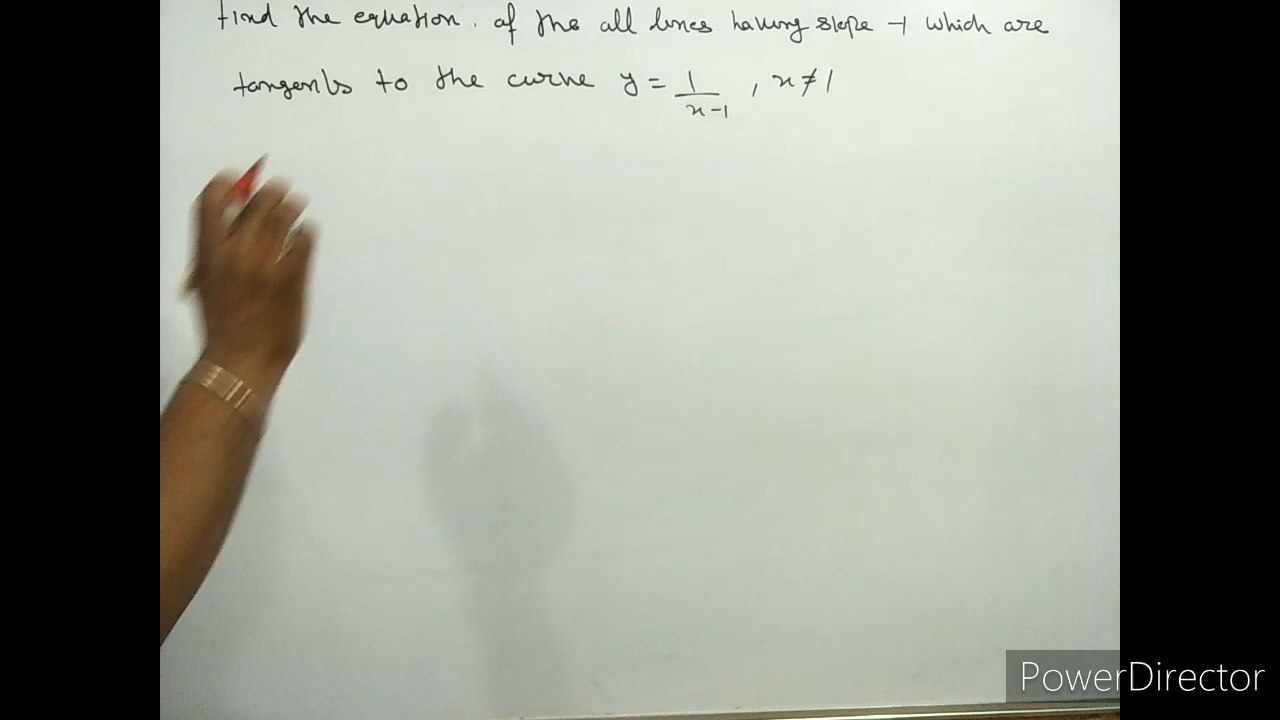 find the equation. of the all lines having slope -1 which are
tangents to the curve y = 1/(x-1) , x ≠ 1
PowerDirector